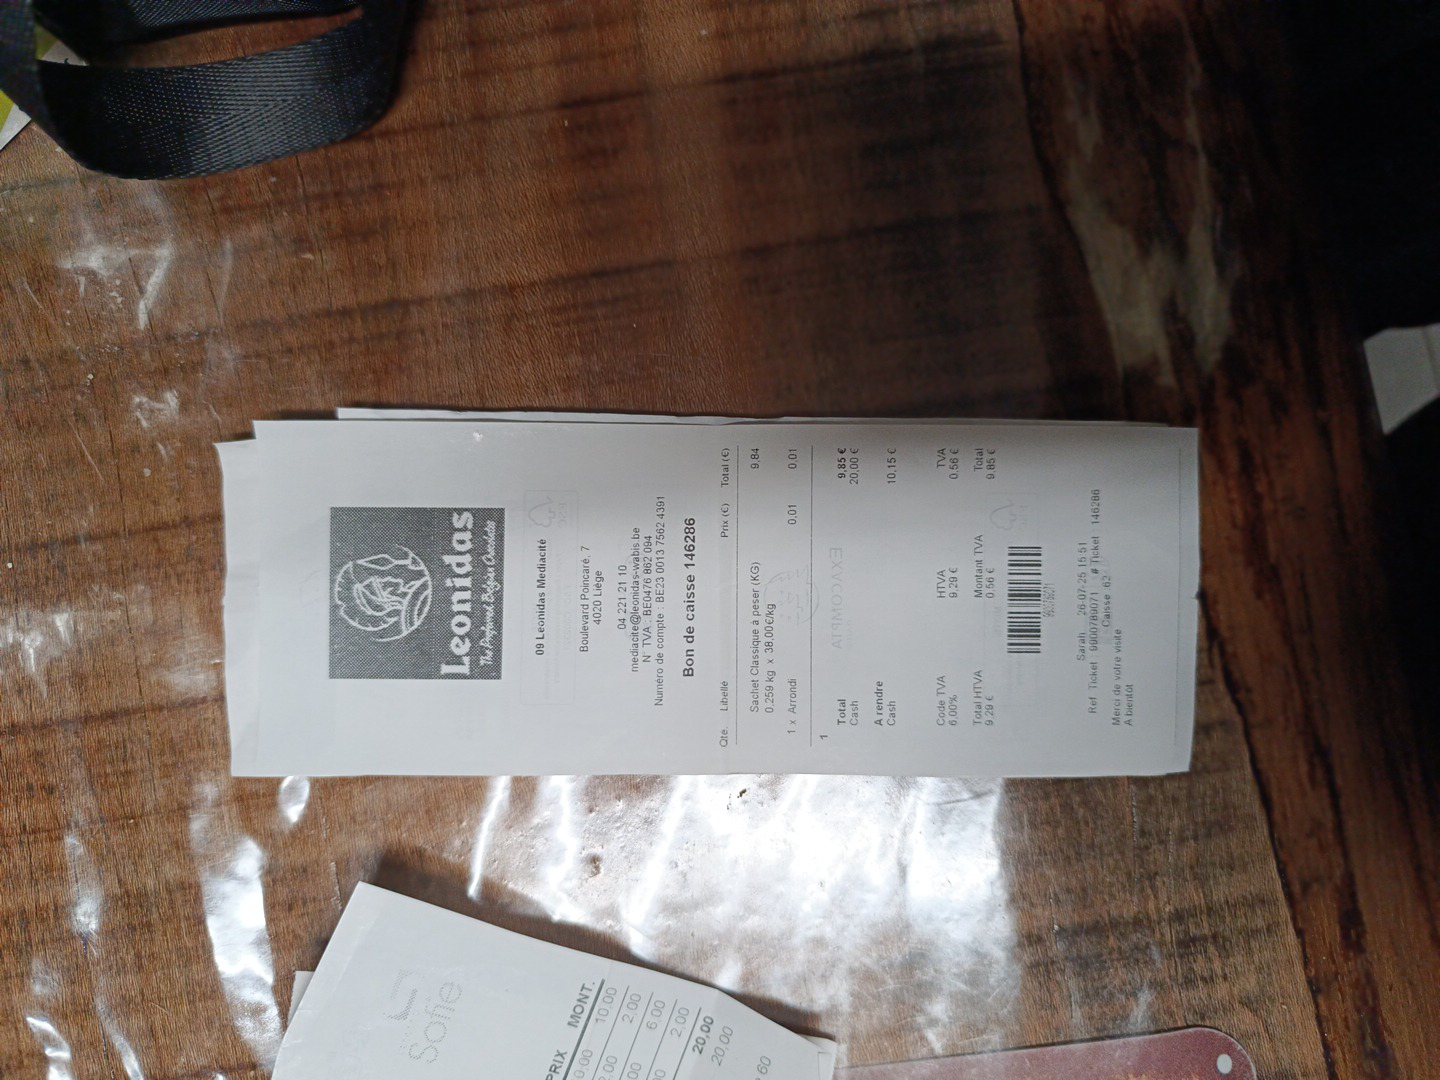 Leonidas
The Preferred Belgian Chocolates
09 Leonidas Mediacité
Boulevard Poincaré. 7
4020 Liège
04 221 21 10
mediacite@leonidas-wabis.be
N° TVA : BE0476 862 094
Numéro de compte : BE23 0013 7562 4391
Bon de caisse 146286
Qté. Libellé Prix (€) Total (€)
Sachet Classique à peser (KG) 9,84
0,259 kg x 38,00€/kg
1 x Arrondi 0,01 0,01
1
Total 9,85 €
Cash 20,00 €
A rendre
Cash 10,15 €
Code TVA HTVA TVA
6,00% 9,29 € 0,56 €
Total HTVA Montant TVA Total
9,29 € 0,56 € 9,85 €
Sarah 26-07-25 15:51
Ref Ticket : 9900789071 # Ticket 146286
Caisse 62
Merci de votre visite
A bientôt
EXACOMPTA
Sofie
PRIX MONT.
10,00
2,00
6,00
2,00
20,00
20,00